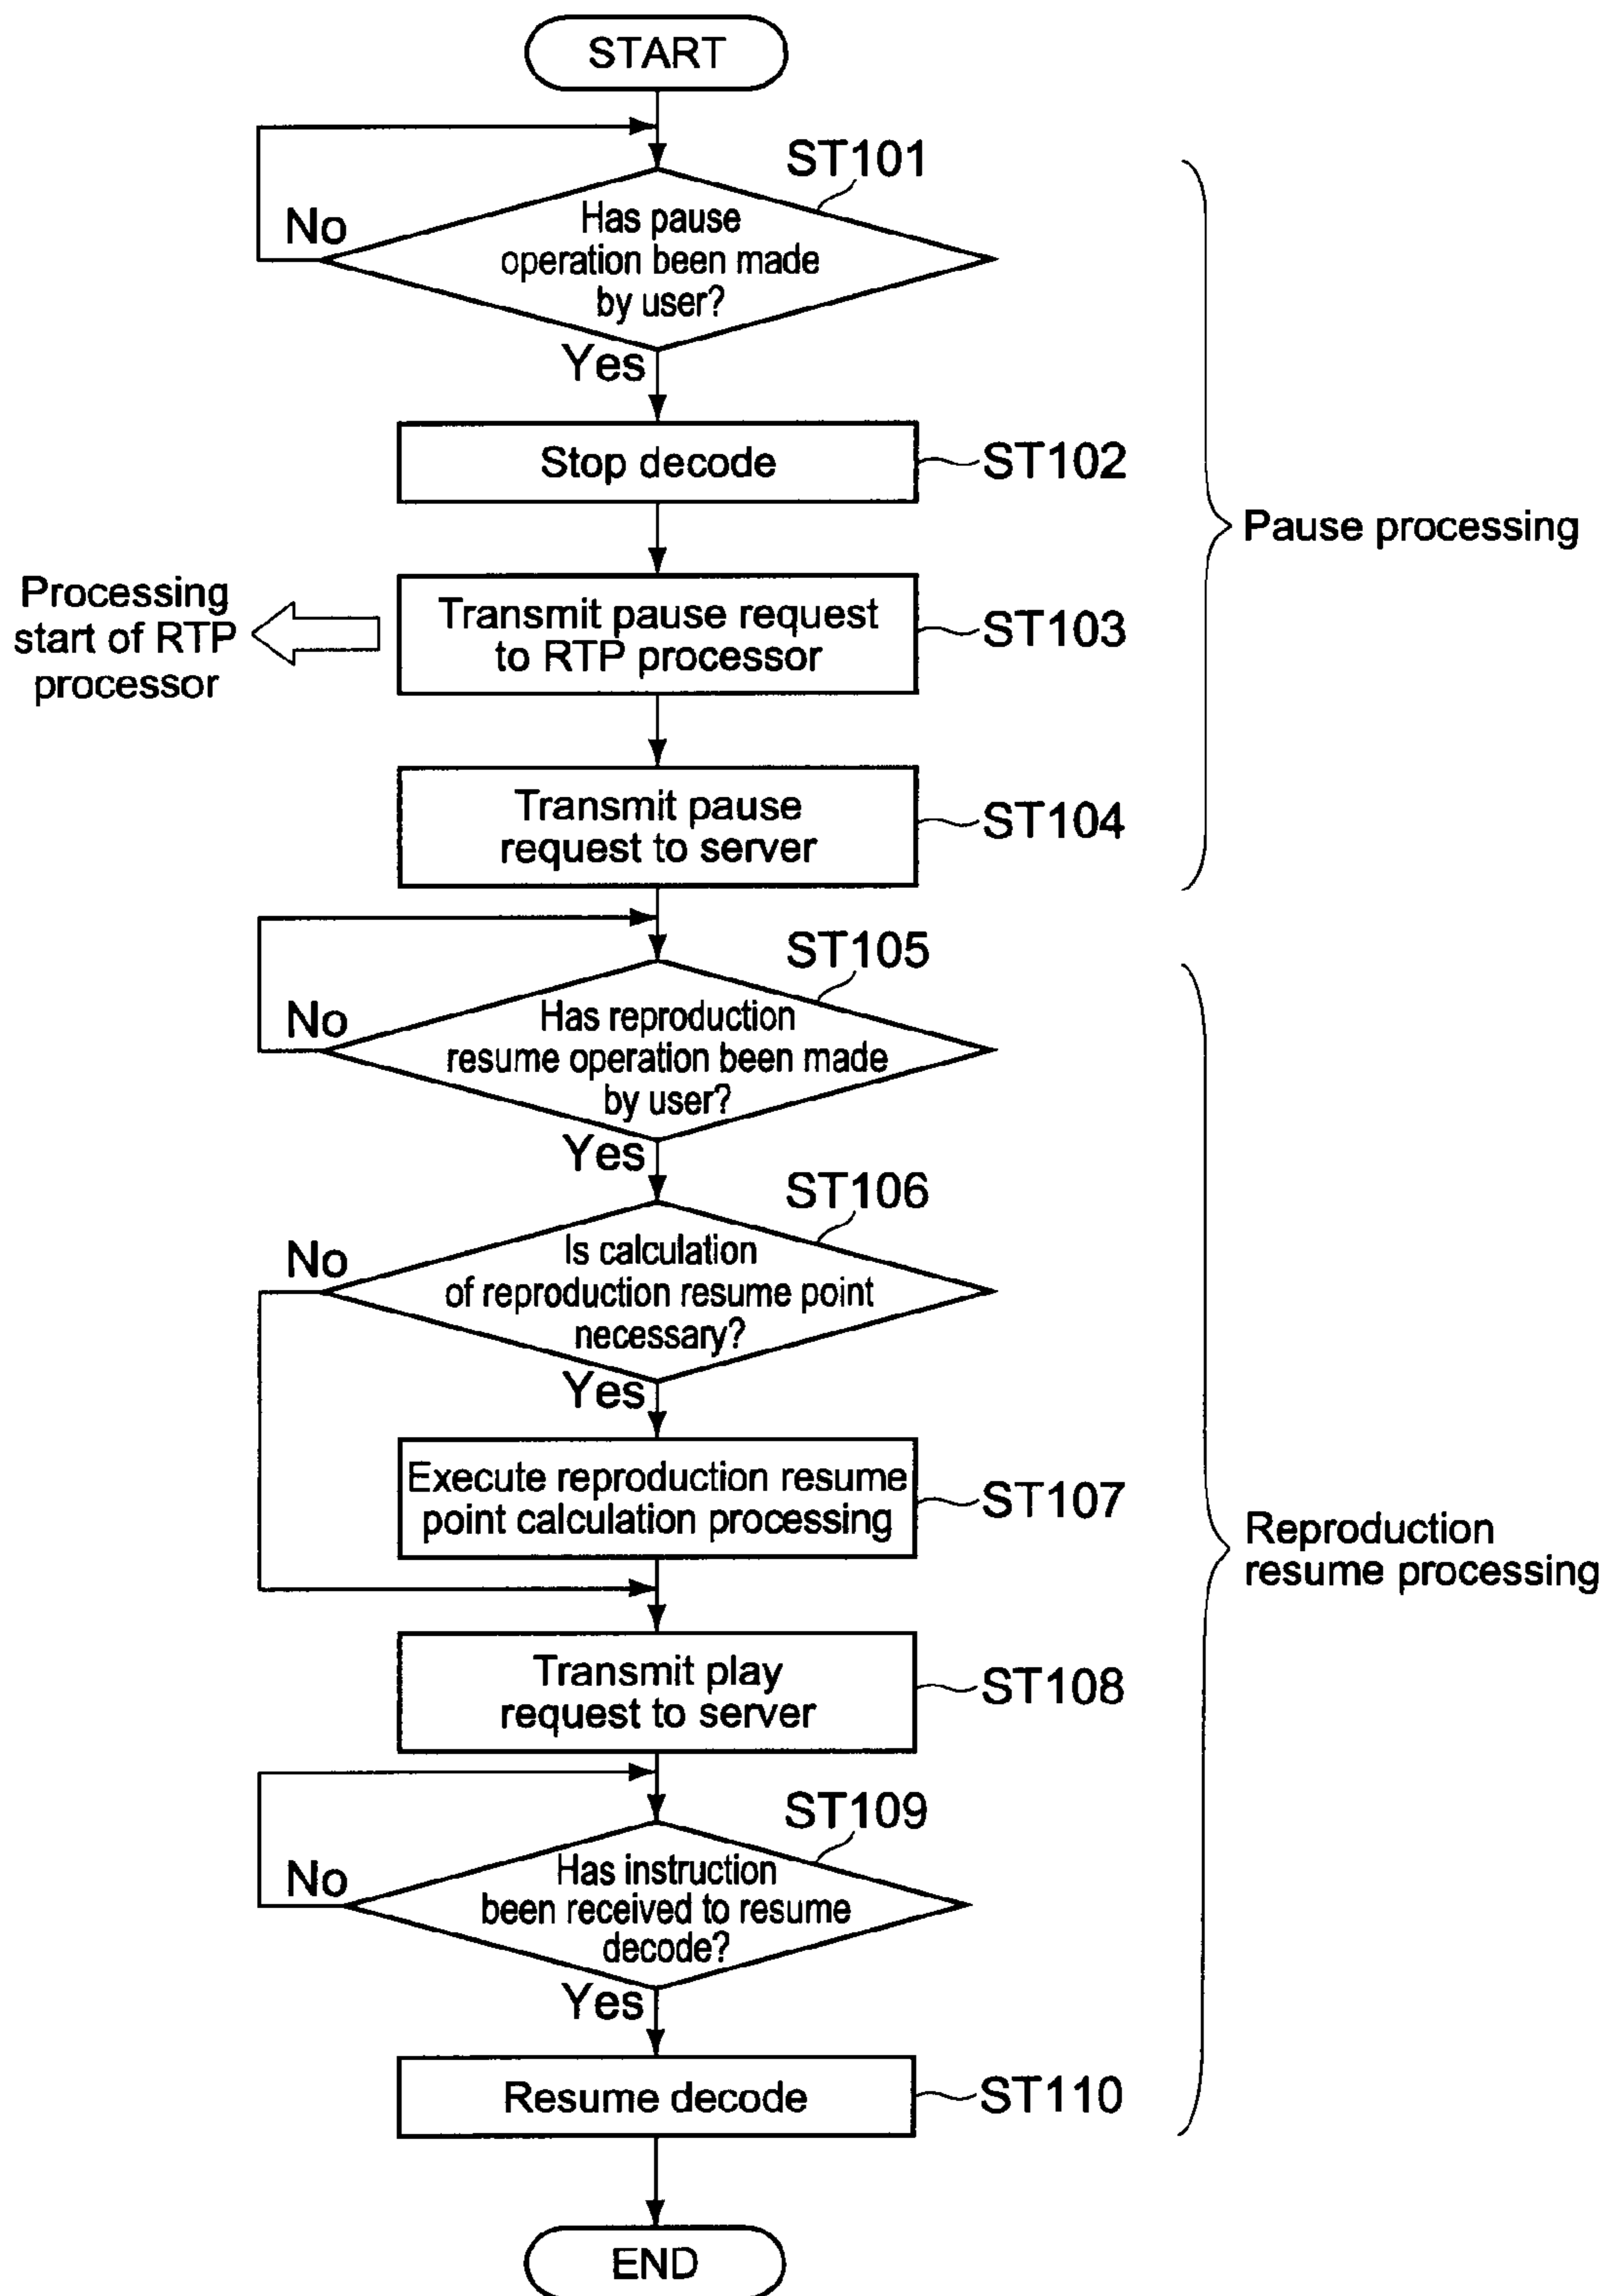 START
ST101
No
Has pause
operation been made
by user?
Yes
Stop decode
ST102
Pause processing
Processing
start of RTP
processor
Transmit pause request
to RTP processor
ST103
Transmit pause
request to server
ST104
ST105
No
Has reproduction
resume operation been made
by user?
Yes
ST106
No
Is calculation
of reproduction resume point
necessary?
Yes
Execute reproduction resume
point calculation processing
ST107
Reproduction
resume processing
Transmit play
request to server
ST108
ST109
No
Has instruction
been received to resume
decode?
Yes
Resume decode
ST110
END